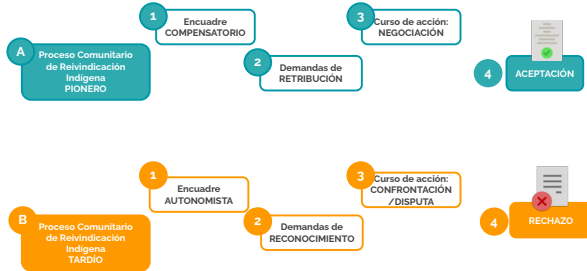 A
Proceso Comunitario
de Reivindicación
Indígena
PIONERO
1
Encuadre
COMPENSATORIO
2
Demandas de
RETRIBUCIÓN
3
Curso de acción:
NEGOCIACIÓN
4
ACEPTACIÓN
B
Proceso Comunitario
de Reivindicación
Indígena
TARDÍO
1
Encuadre
AUTONOMISTA
2
Demandas de
RECONOCIMIENTO
3
Curso de acción:
CONFRONTACIÓN
/DISPUTA
4
RECHAZO